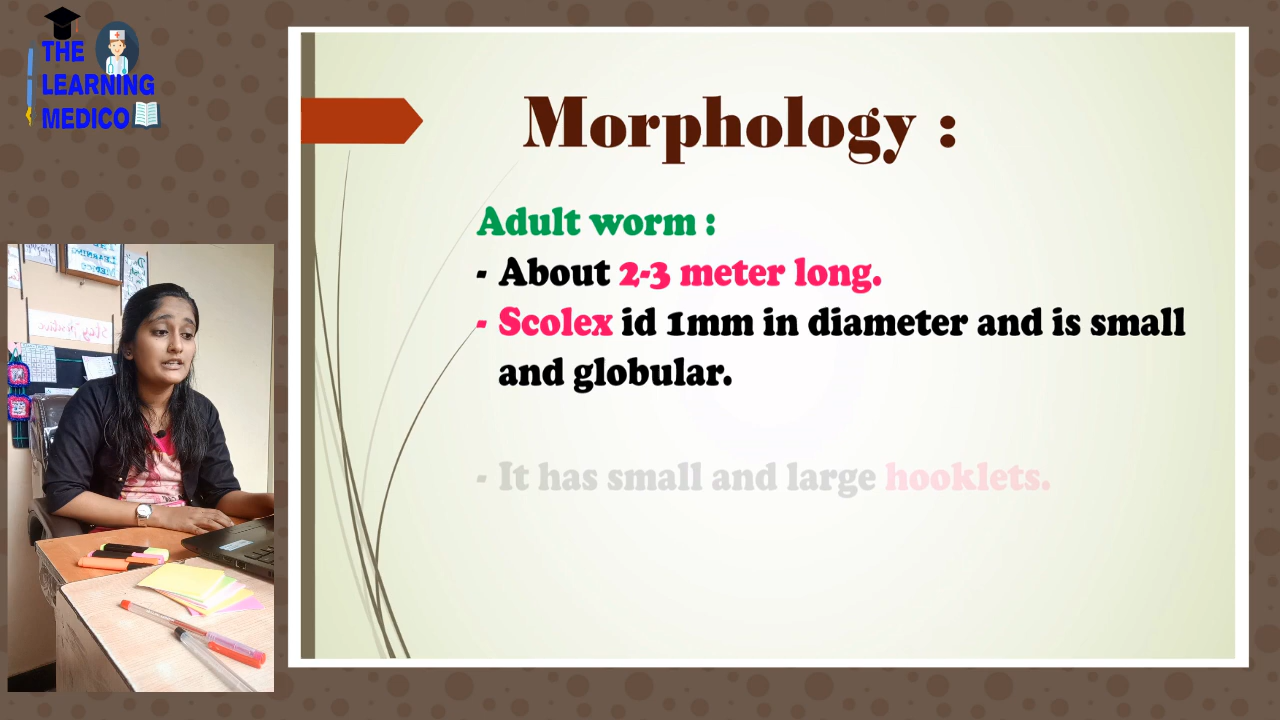 THE
LEARNING
MEDICO
Morphology :
Adult worm :
- About 2-3 meter long.
- Scolex id 1mm in diameter and is small
and globular.
- It has small and large hooklets.